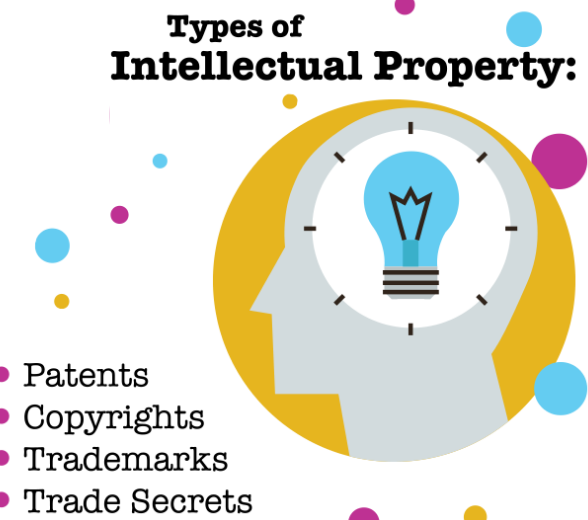 Types of
Intellectual Property:
Patents
Copyrights
Trademarks
Trade Secrets